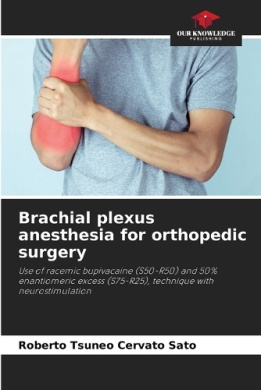 OUR KNOWLEDGE
PUBLISHING
Brachial plexus
anesthesia for orthopedic
surgery
Use of racemic bupivacaine (S50-R50) and 50%
enantiomeric excess (S75-R25), technique with
neurostimulation
Roberto Tsuneo Cervato Sato